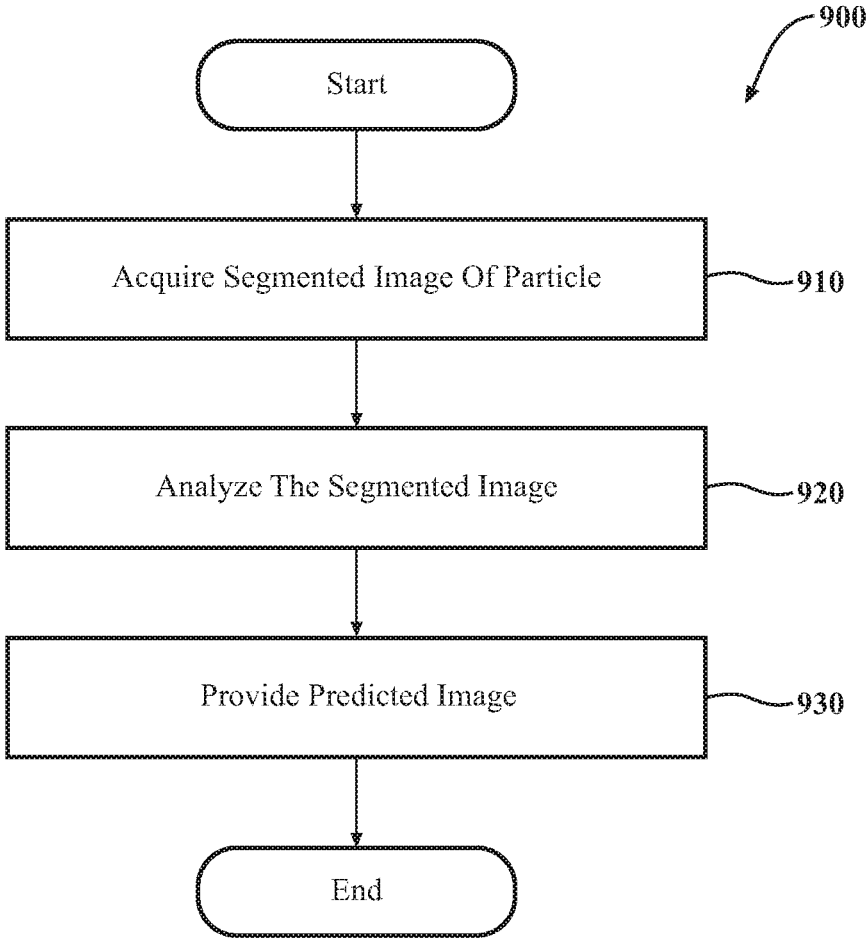 900
Start
Acquire Segmented Image Of Particle
910
Analyze The Segmented Image
920
Provide Predicted Image
930
End